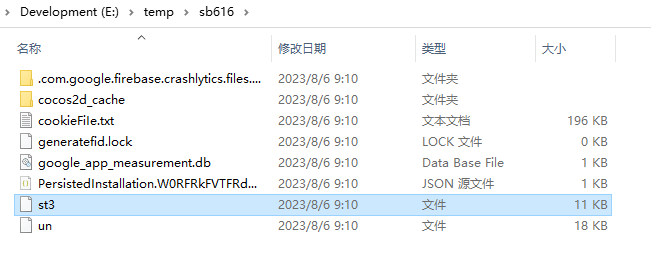 Development (E:) > temp > sb616 >
名称 修改日期 类型 大小
.com.google.firebase.crashlytics.files.... 2023/8/6 9:10 文件夹
cocos2d_cache 2023/8/6 9:10 文件夹
cookieFile.txt 2023/8/6 9:10 文本文档 196 KB
generatefid.lock 2023/8/6 9:10 LOCK 文件 0 KB
google_app_measurement.db 2023/8/6 9:10 Data Base File 1 KB
PersistedInstallation.W0RFRkFVTFRd... 2023/8/6 9:10 JSON 源文件 1 KB
st3 2023/8/6 9:10 文件 11 KB
un 2023/8/6 9:10 文件 18 KB